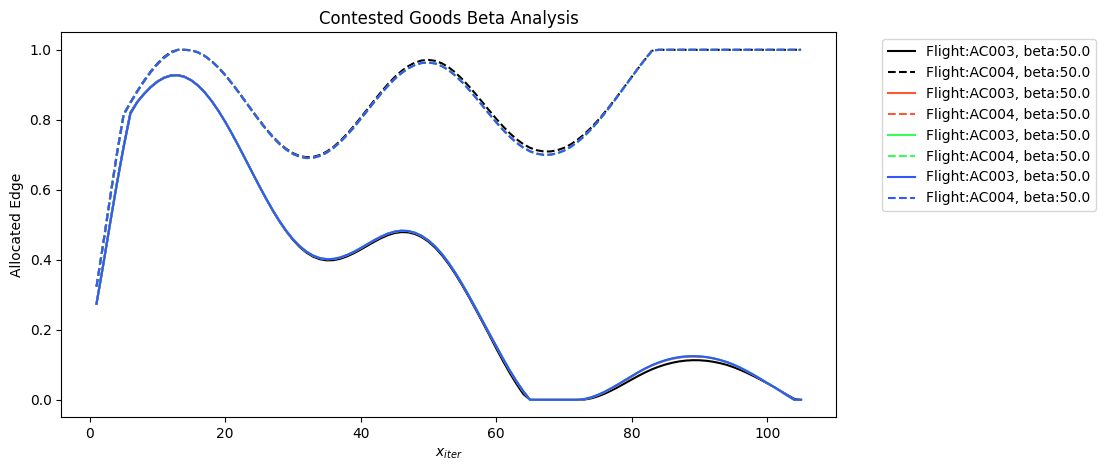 Contested Goods Beta Analysis
Allocated Edge
1.0
0.8
0.6
0.4
0.2
0.0
0 20 40 60 80 100
x_iter
Flight:AC003, beta:50.0
Flight:AC004, beta:50.0
Flight:AC003, beta:50.0
Flight:AC004, beta:50.0
Flight:AC003, beta:50.0
Flight:AC004, beta:50.0
Flight:AC003, beta:50.0
Flight:AC004, beta:50.0